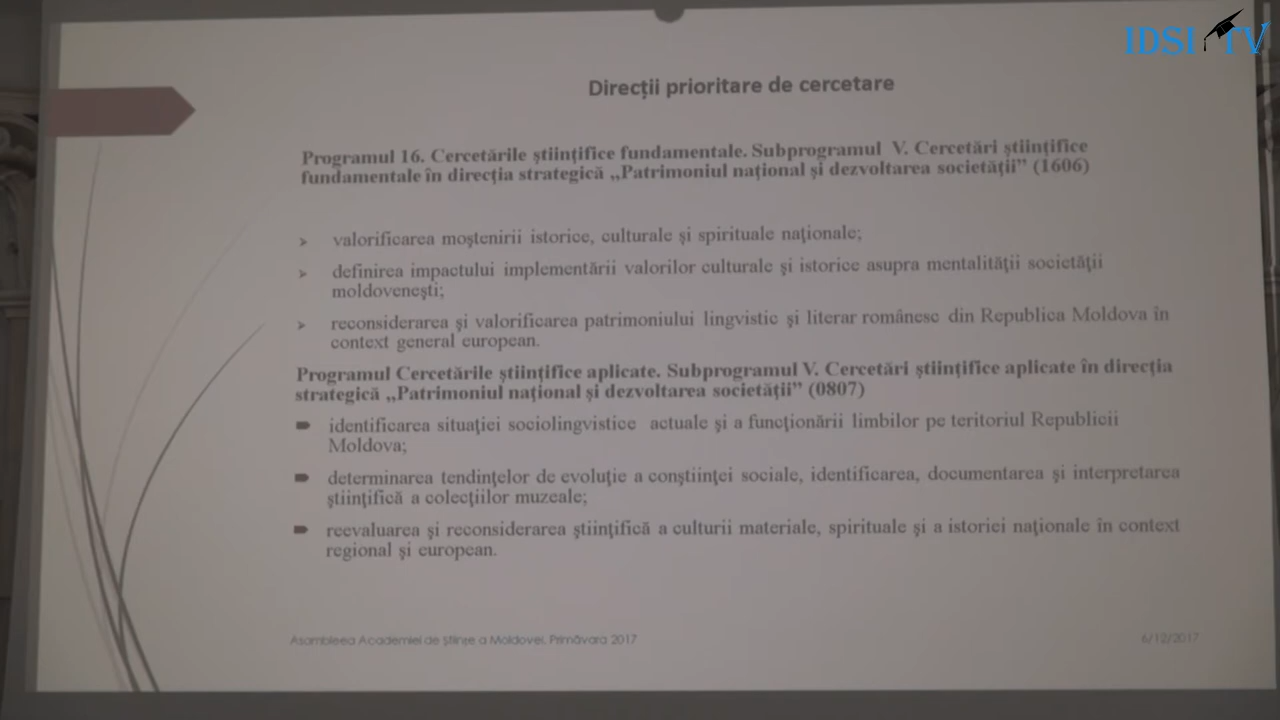 IDSI TV
Direcții prioritare de cercetare
Programul 16. Cercetările ştiinţifice fundamentale. Subprogramul V. Cercetări ştiinţifice
fundamentale în direcţia strategică „Patrimoniul naţional şi dezvoltarea societăţii” (1606)
valorificarea moştenirii istorice, culturale şi spirituale naţionale;
definirea impactului implementării valorilor culturale şi istorice asupra mentalităţii societăţii
moldoveneşti;
reconsiderarea şi valorificarea patrimoniului lingvistic şi literar românesc din Republica Moldova în
context general european.
Programul Cercetările ştiinţifice aplicate. Subprogramul V. Cercetări ştiinţifice aplicate în direcţia
strategică „Patrimoniul naţional şi dezvoltarea societăţii” (0807)
identificarea situaţiei sociolingvistice actuale şi a funcţionării limbilor pe teritoriul Republicii
Moldova;
determinarea tendinţelor de evoluţie a conştiinţei sociale, identificarea, documentarea şi interpretarea
ştiinţifică a colecţiilor muzeale;
reevaluarea şi reconsiderarea ştiinţifică a culturii materiale, spirituale şi a istoriei naţionale în context
regional şi european.
Asambleea Academiei de Științe a Moldovei, Primăvara 2017
6/12/2017